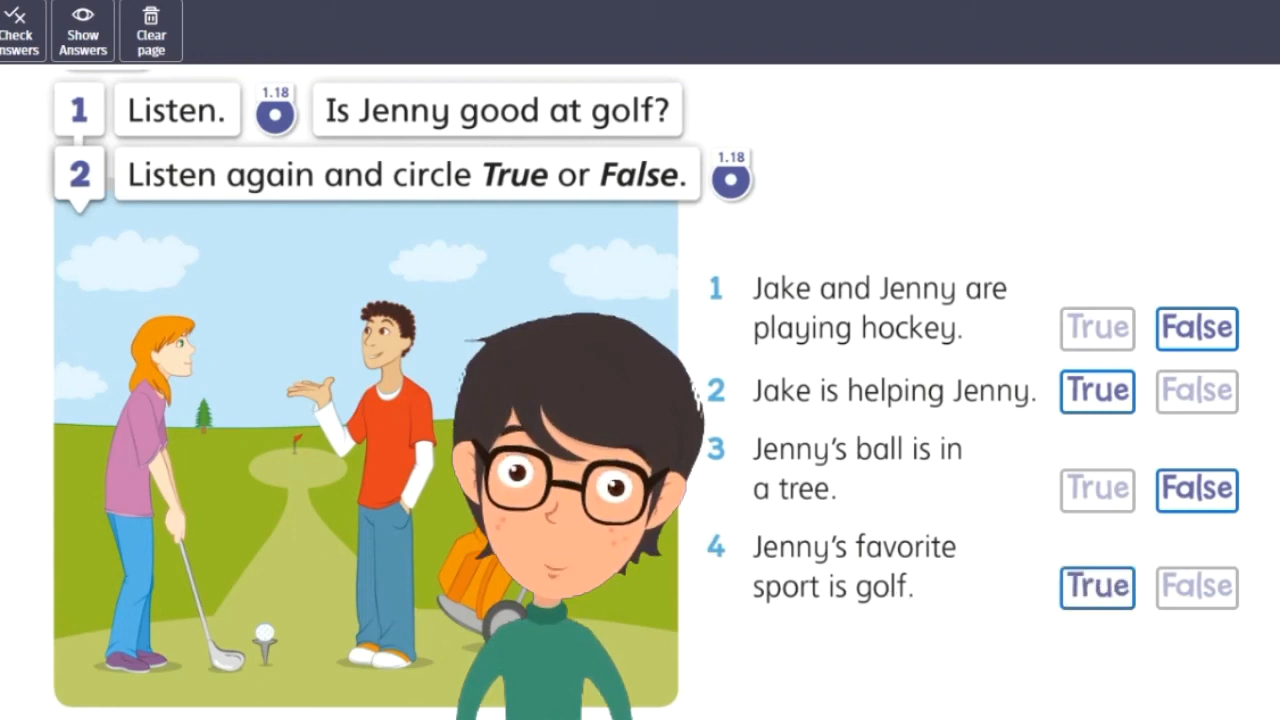 Check
Answers
Show
Answers
Clear
page
1 Listen. 1.18 Is Jenny good at golf?
2 Listen again and circle True or False. 1.18
1 Jake and Jenny are
playing hockey. True False
2 Jake is helping Jenny. True False
3 Jenny's ball is in
a tree. True False
4 Jenny's favorite
sport is golf. True False